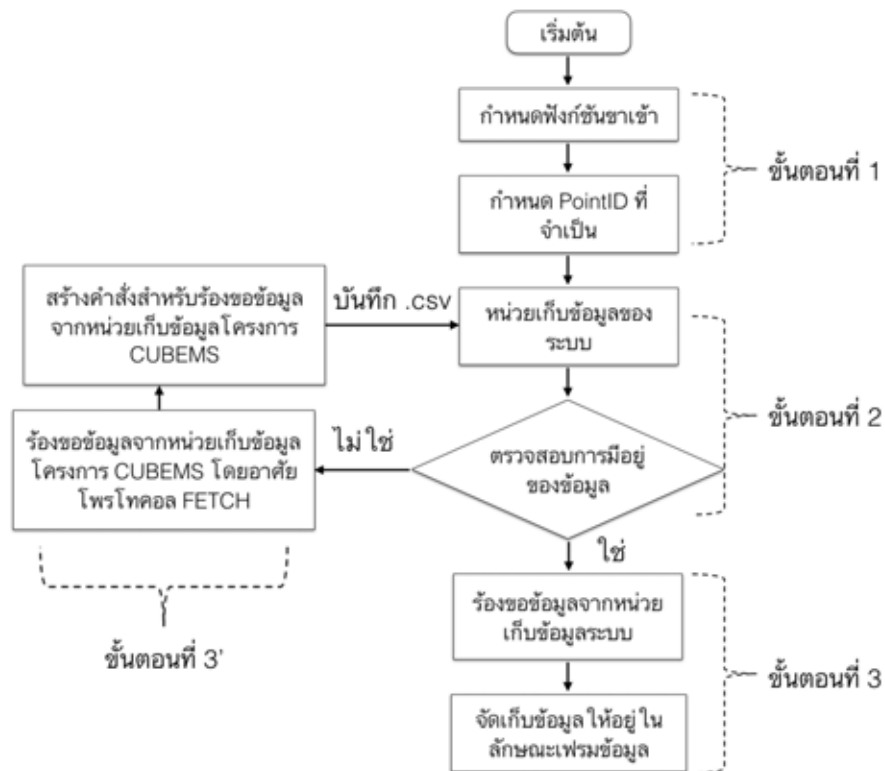 เริ่มต้น
กำหนดฟังก์ชันขาเข้า
ขั้นตอนที่ 1
กำหนด PointID ที่
จำเป็น
สร้างคำสั่งสำหรับร้องขอข้อมูล
จากหน่วยเก็บข้อมูลโครงการ
CUBEMS
บันทึก .csv
หน่วยเก็บข้อมูลของ
ระบบ
ขั้นตอนที่ 2
ร้องขอข้อมูลจากหน่วยเก็บข้อมูล
โครงการ CUBEMS โดยอาศัย
โพรโทคอล FETCH
ไม่ใช่
ตรวจสอบการมีอยู่
ของข้อมูล
ใช่
ขั้นตอนที่ 3'
ร้องขอข้อมูลจากหน่วย
เก็บข้อมูลระบบ
ขั้นตอนที่ 3
จัดเก็บข้อมูลให้อยู่ใน
ลักษณะเฟรมข้อมูล